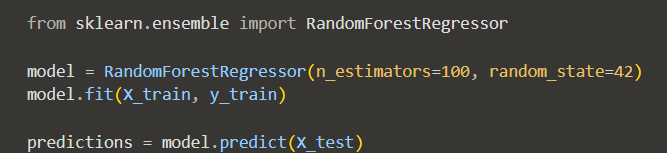 from sklearn.ensemble import RandomForestRegressor
model = RandomForestRegressor(n_estimators=100, random_state=42)
model.fit(X_train, y_train)
predictions = model.predict(X_test)